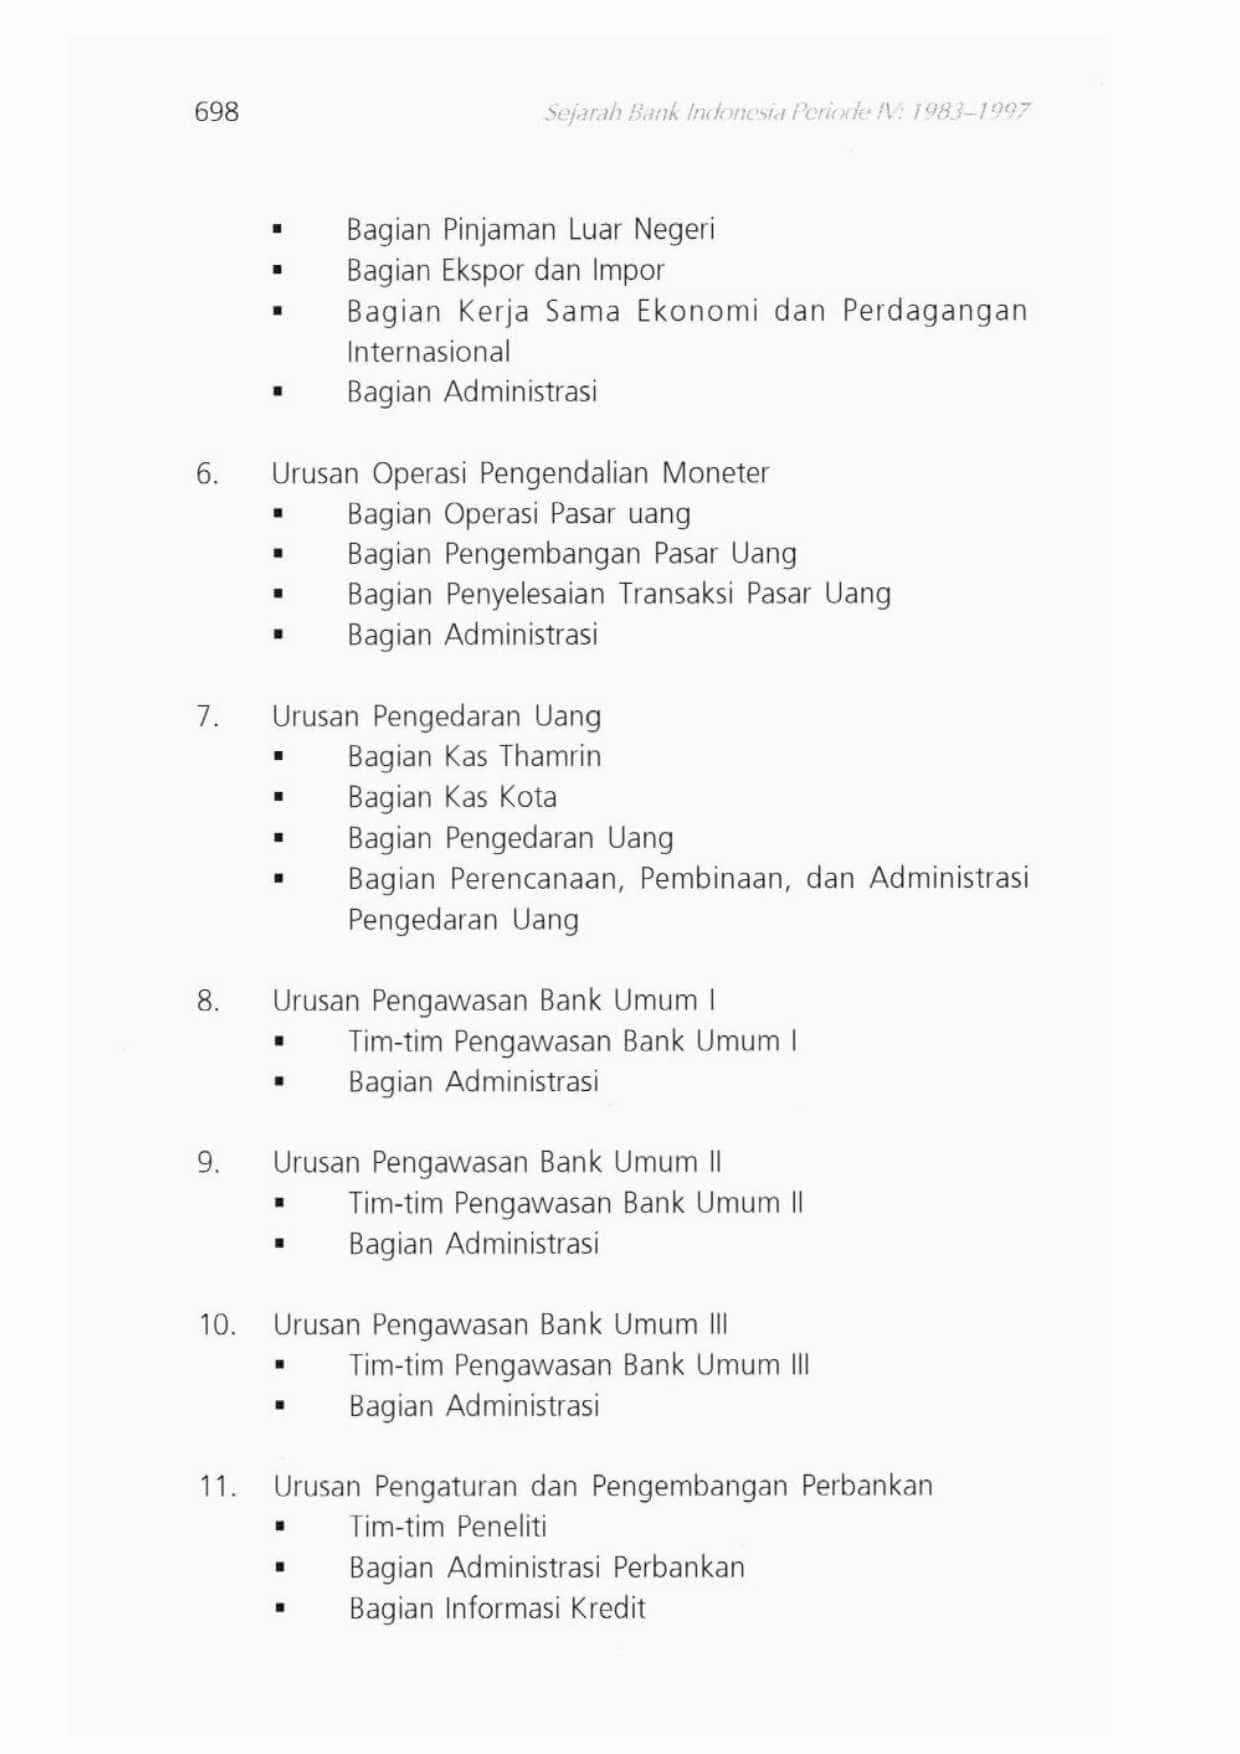 698
Sejarah Bank Indonesia Periode IV: 1983–1997
▪ Bagian Pinjaman Luar Negeri
▪ Bagian Ekspor dan Impor
▪ Bagian Kerja Sama Ekonomi dan Perdagangan
Internasional
▪ Bagian Administrasi
6. Urusan Operasi Pengendalian Moneter
▪ Bagian Operasi Pasar uang
▪ Bagian Pengembangan Pasar Uang
▪ Bagian Penyelesaian Transaksi Pasar Uang
▪ Bagian Administrasi
7. Urusan Pengedaran Uang
▪ Bagian Kas Thamrin
▪ Bagian Kas Kota
▪ Bagian Pengedaran Uang
▪ Bagian Perencanaan, Pembinaan, dan Administrasi
Pengedaran Uang
8. Urusan Pengawasan Bank Umum I
▪ Tim-tim Pengawasan Bank Umum I
▪ Bagian Administrasi
9. Urusan Pengawasan Bank Umum II
▪ Tim-tim Pengawasan Bank Umum II
▪ Bagian Administrasi
10. Urusan Pengawasan Bank Umum III
▪ Tim-tim Pengawasan Bank Umum III
▪ Bagian Administrasi
11. Urusan Pengaturan dan Pengembangan Perbankan
▪ Tim-tim Peneliti
▪ Bagian Administrasi Perbankan
▪ Bagian Informasi Kredit